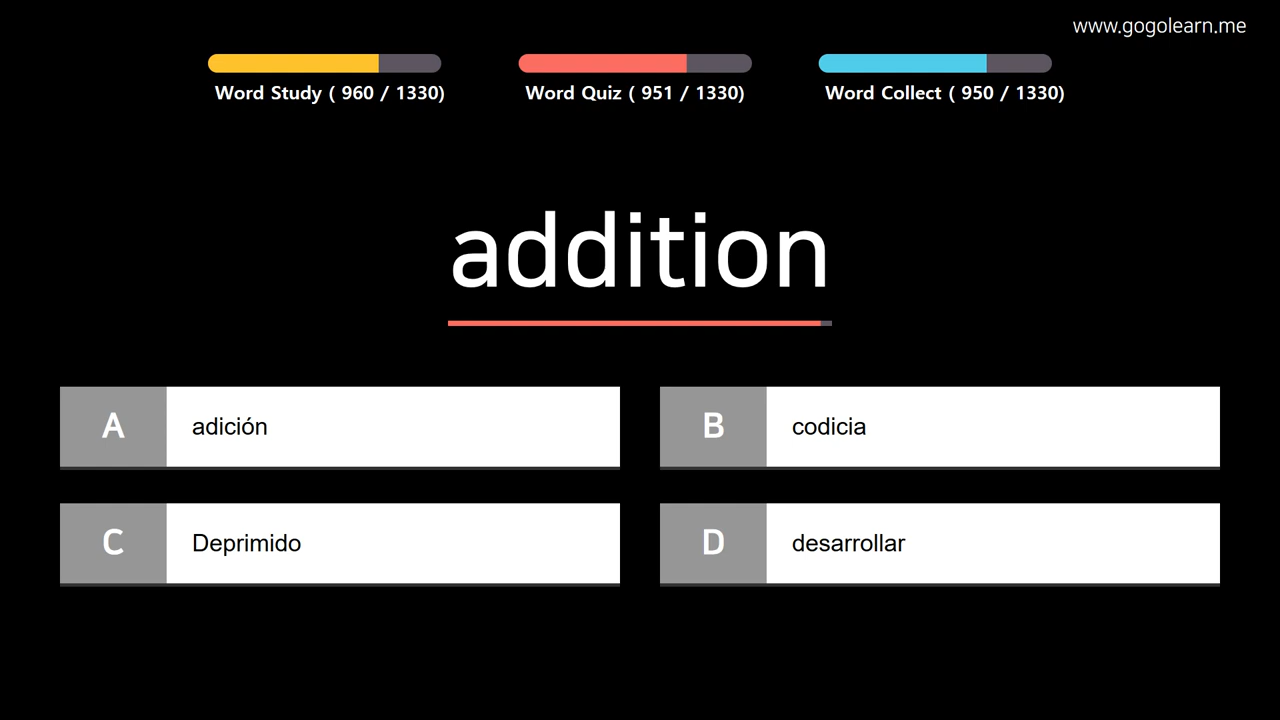 www.gogolearn.me
Word Study ( 960 / 1330)
Word Quiz ( 951 / 1330)
Word Collect ( 950 / 1330)
addition
A adición
B codicia
C Deprimido
D desarrollar